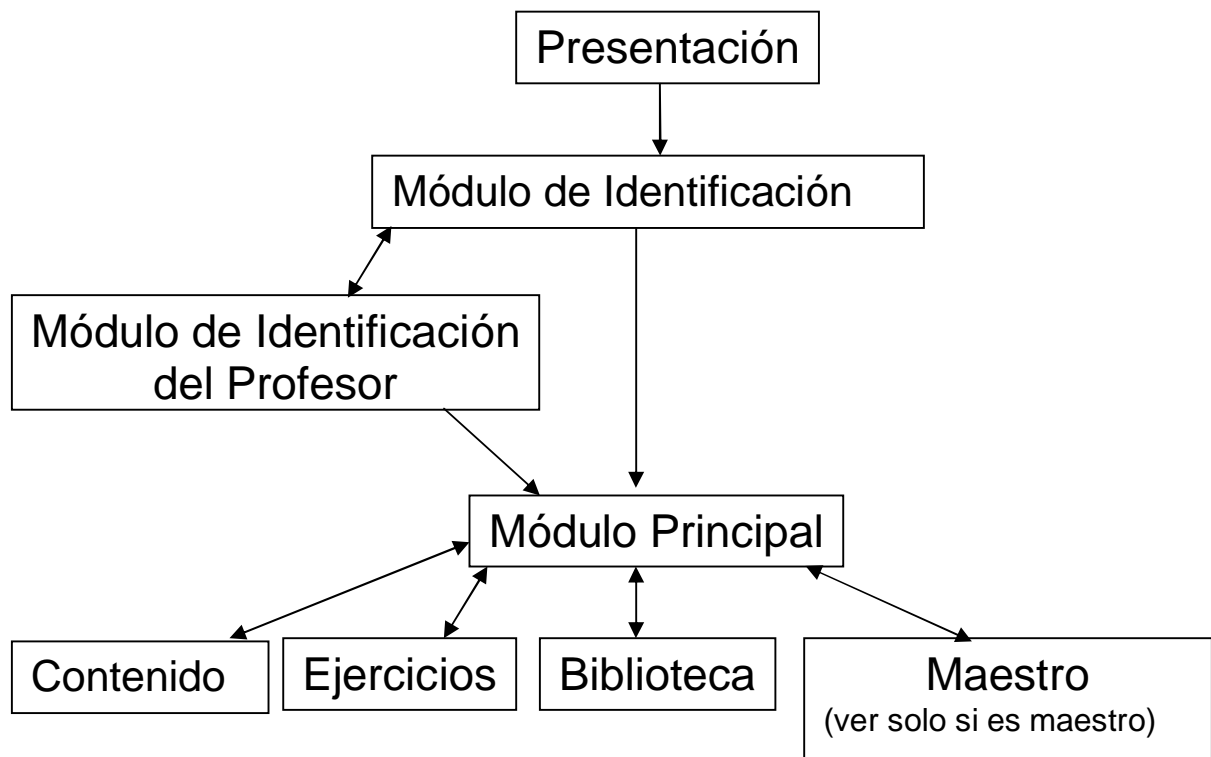 Presentación
Módulo de Identificación
Módulo de Identificación
del Profesor
Módulo Principal
Contenido
Ejercicios
Biblioteca
Maestro
(ver solo si es maestro)